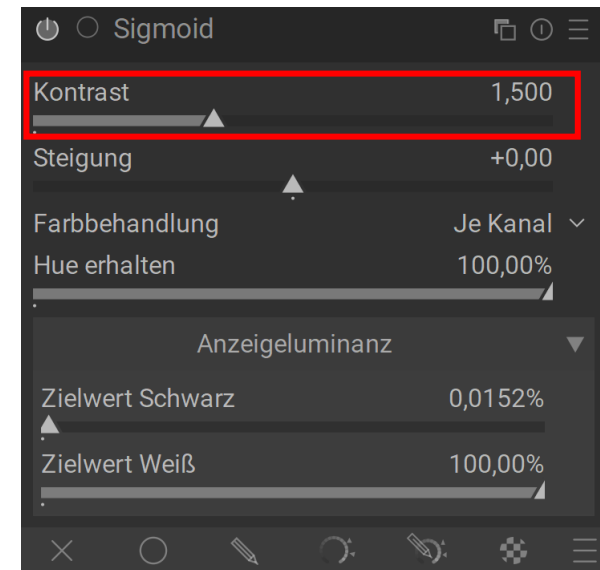 Sigmoid
Kontrast 1,500
Steigung +0,00
Farbbehandlung Je Kanal
Hue erhalten 100,00%
Anzeigeluminanz
Zielwert Schwarz 0,0152%
Zielwert Weiß 100,00%